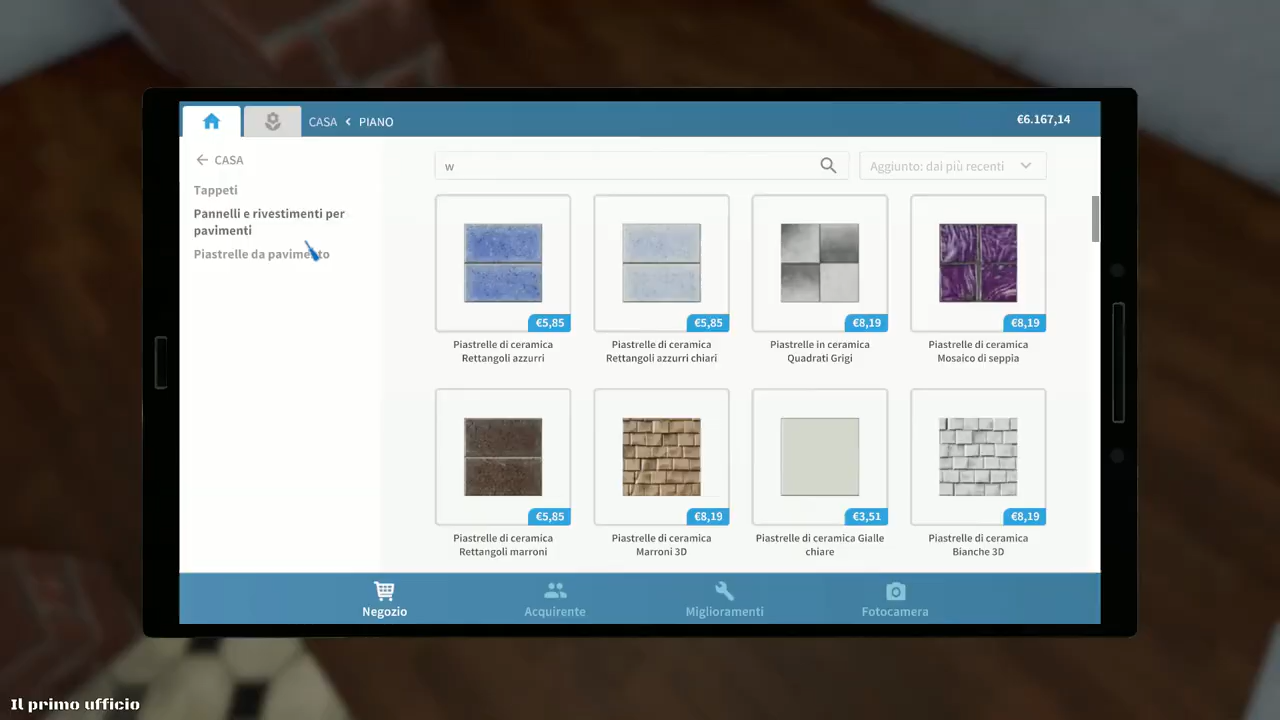 CASA < PIANO
€6.167,14
CASA
Tappeti
Pannelli e rivestimenti per
pavimenti
Piastrelle da pavimento
w
Aggiunto: dai più recenti
€5,85
€5,85
€8,19
€8,19
Piastrelle di ceramica
Rettangoli azzurri
Piastrelle di ceramica
Rettangoli azzurri chiari
Piastrelle in ceramica
Quadrati Grigi
Piastrelle di ceramica
Mosaico di seppia
€5,85
€8,19
€3,51
€8,19
Piastrelle di ceramica
Rettangoli marroni
Piastrelle di ceramica
Marroni 3D
Piastrelle di ceramica Gialle
chiare
Piastrelle di ceramica
Bianche 3D
Negozio
Acquirente
Miglioramenti
Fotocamera
Il primo ufficio